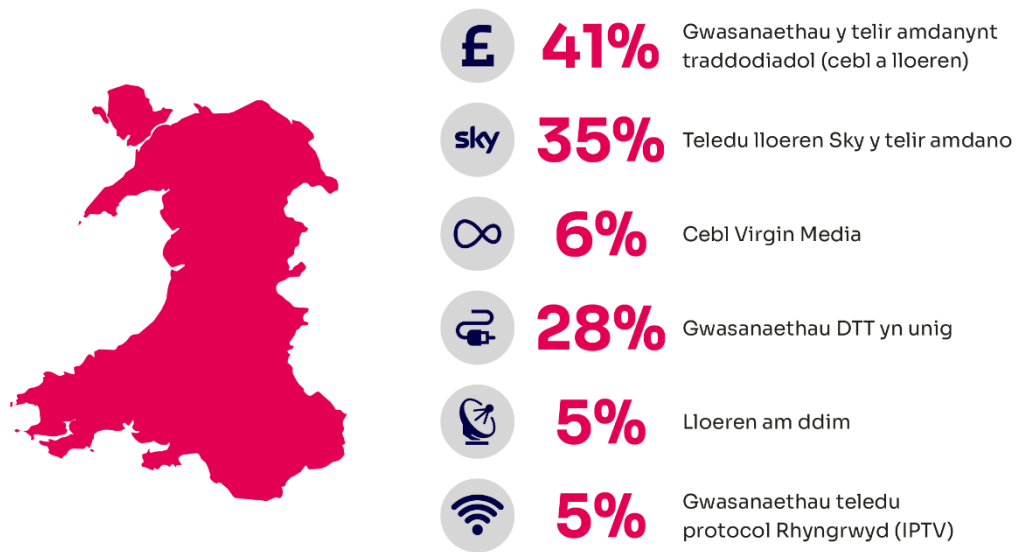 £
41%
Gwasanaethau y telir amdanynt
traddodiadol (cebl a lloeren)
sky
35%
Teledu lloeren Sky y telir amdano
6%
Cebl Virgin Media
28%
Gwasanaethau DTT yn unig
5%
Lloeren am ddim
5%
Gwasanaethau teledu
protocol Rhyngrwyd (IPTV)